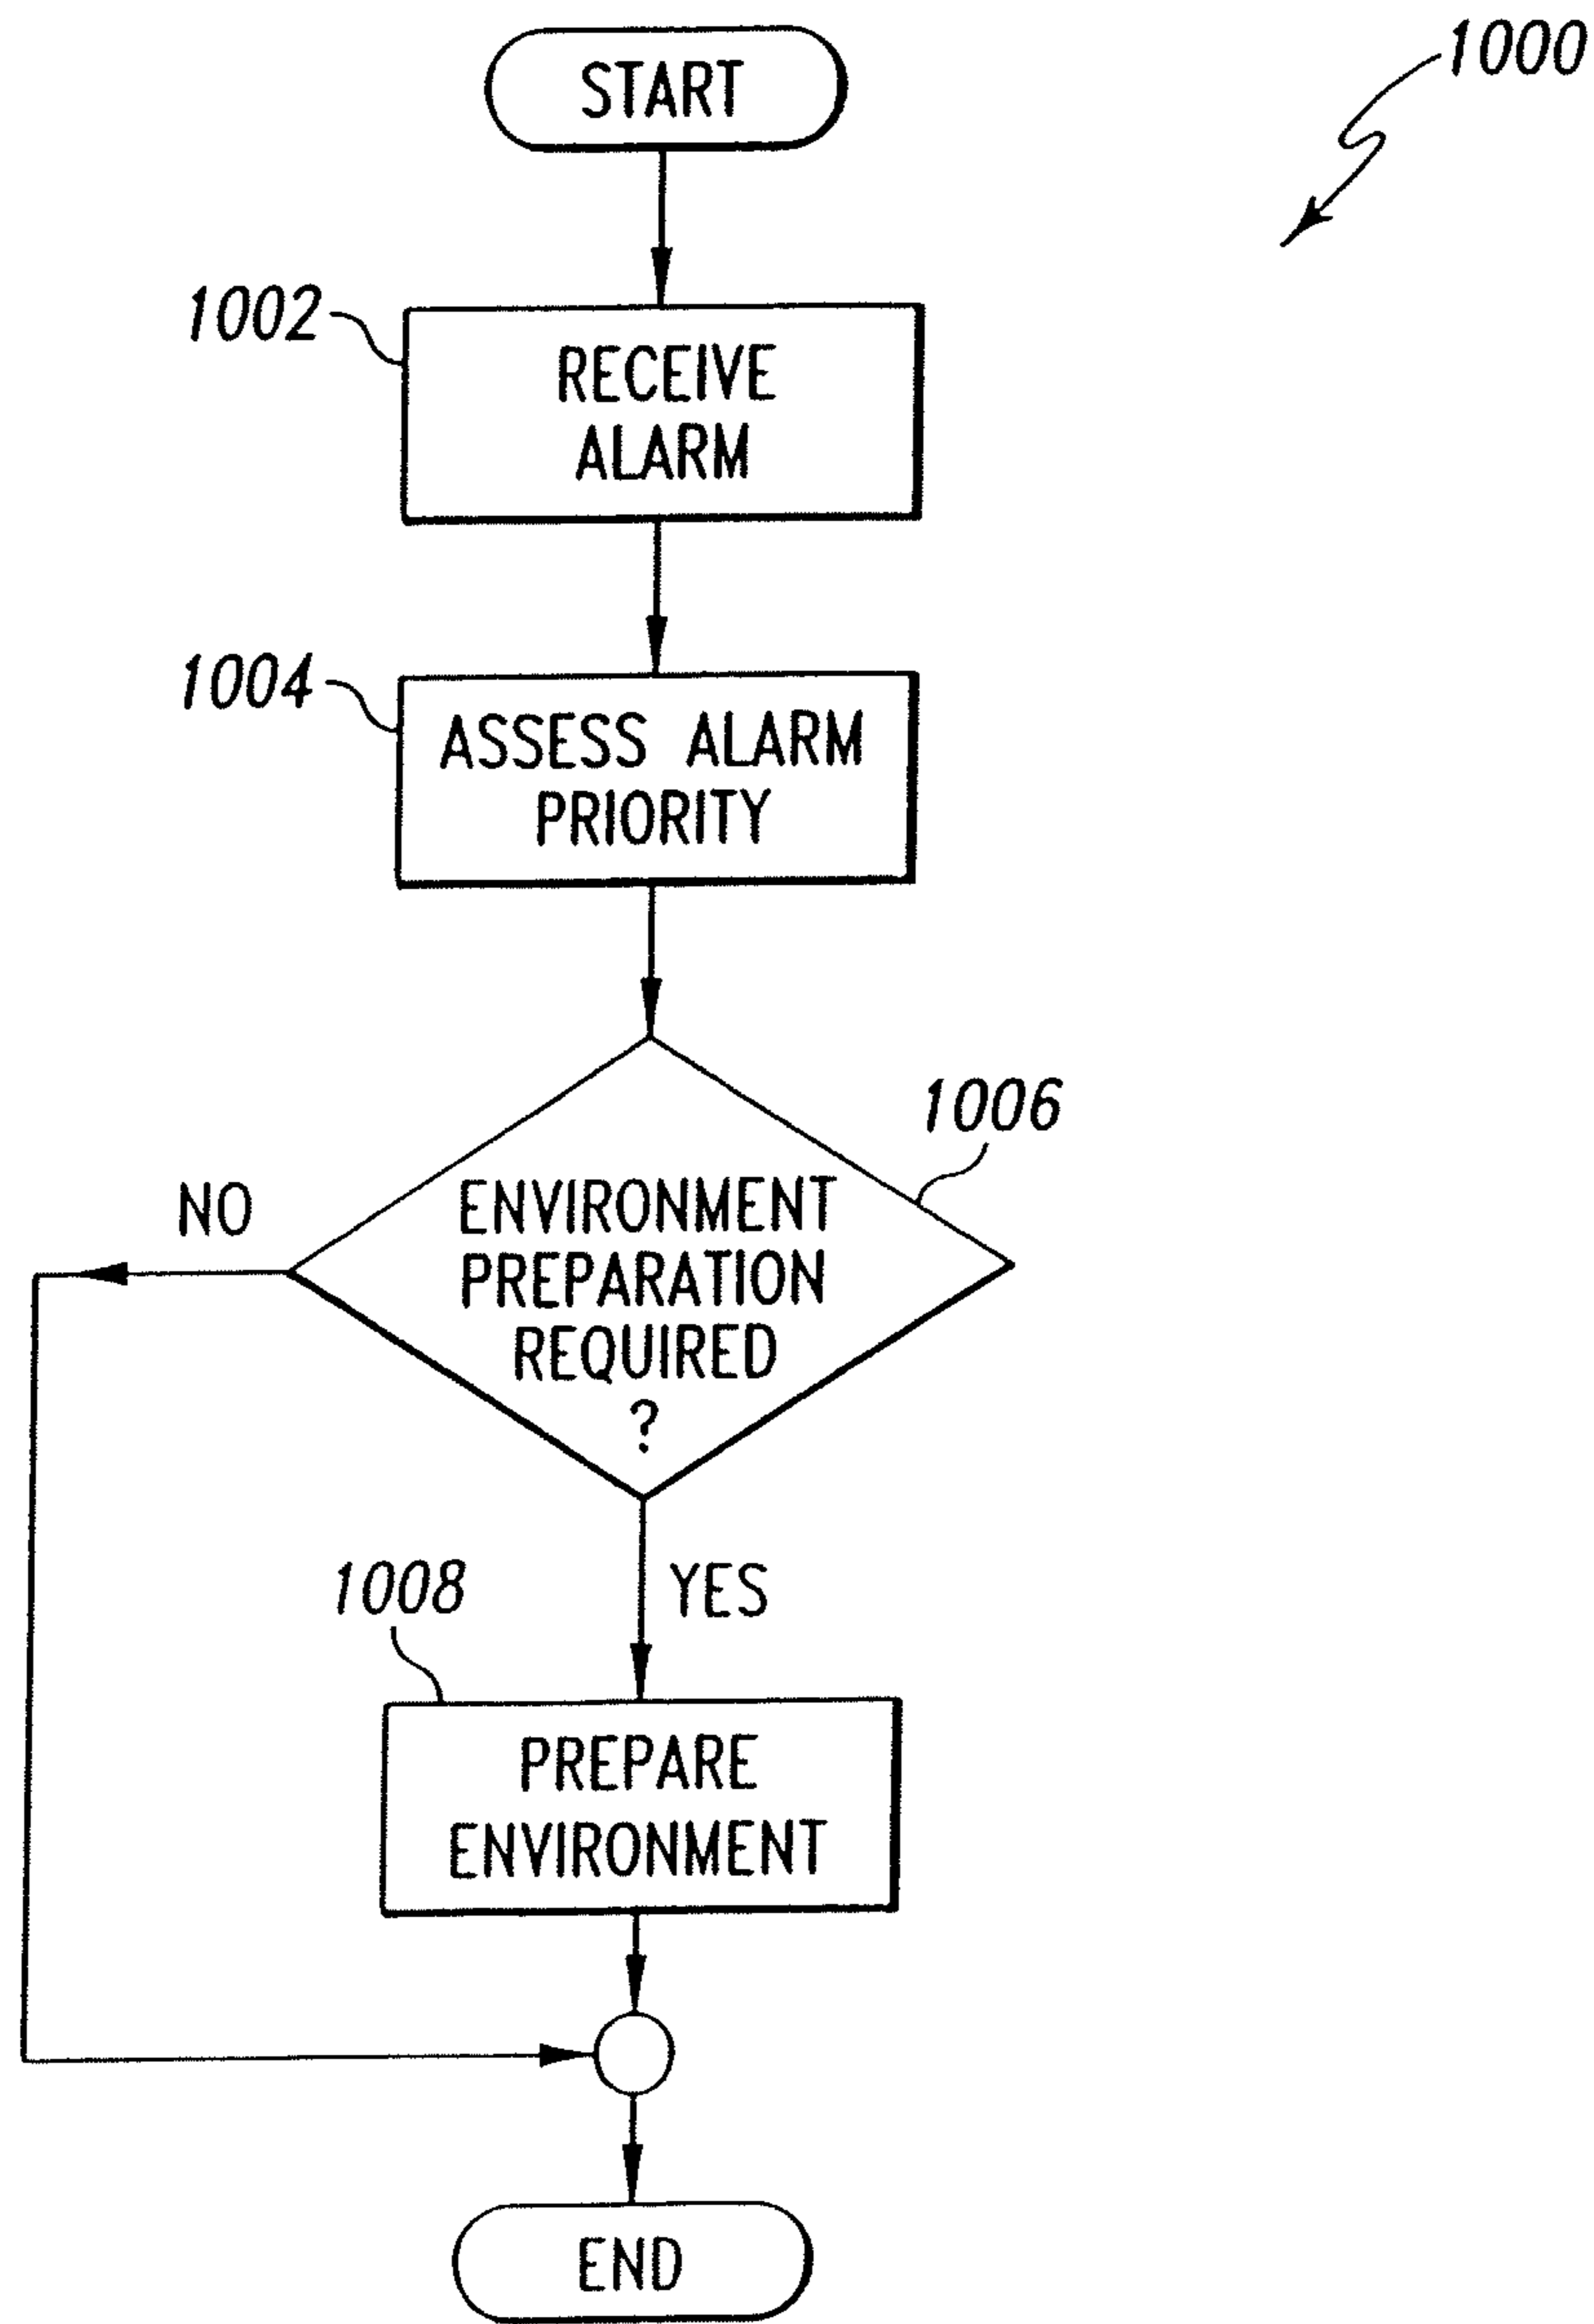 1000
START
1002
RECEIVE
ALARM
1004
ASSESS ALARM
PRIORITY
1006
ENVIRONMENT
PREPARATION
REQUIRED
?
NO
YES
1008
PREPARE
ENVIRONMENT
END